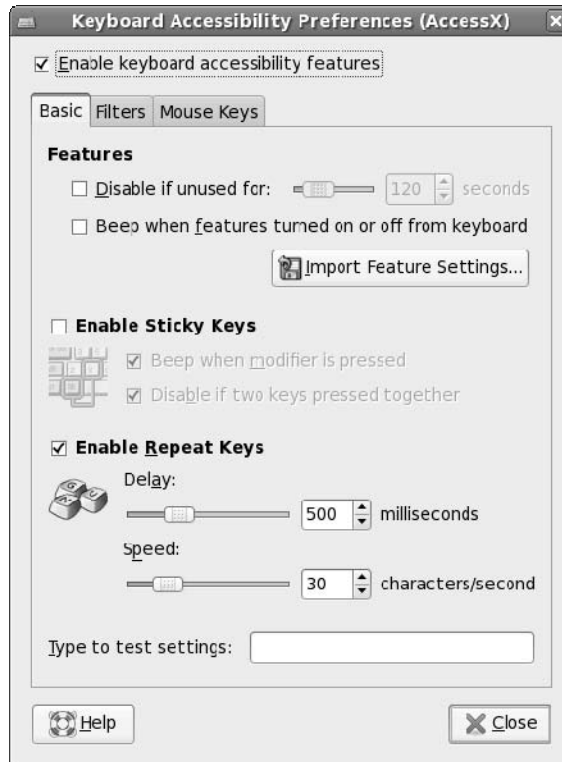 Keyboard Accessibility Preferences (AccessX)
Enable keyboard accessibility features
Basic Filters Mouse Keys
Features
Disable if unused for: 120 seconds
Beep when features turned on or off from keyboard
Import Feature Settings...
Enable Sticky Keys
Beep when modifier is pressed
Disable if two keys pressed together
Enable Repeat Keys
Delay:
500 milliseconds
Speed:
30 characters/second
Type to test settings:
Help Close